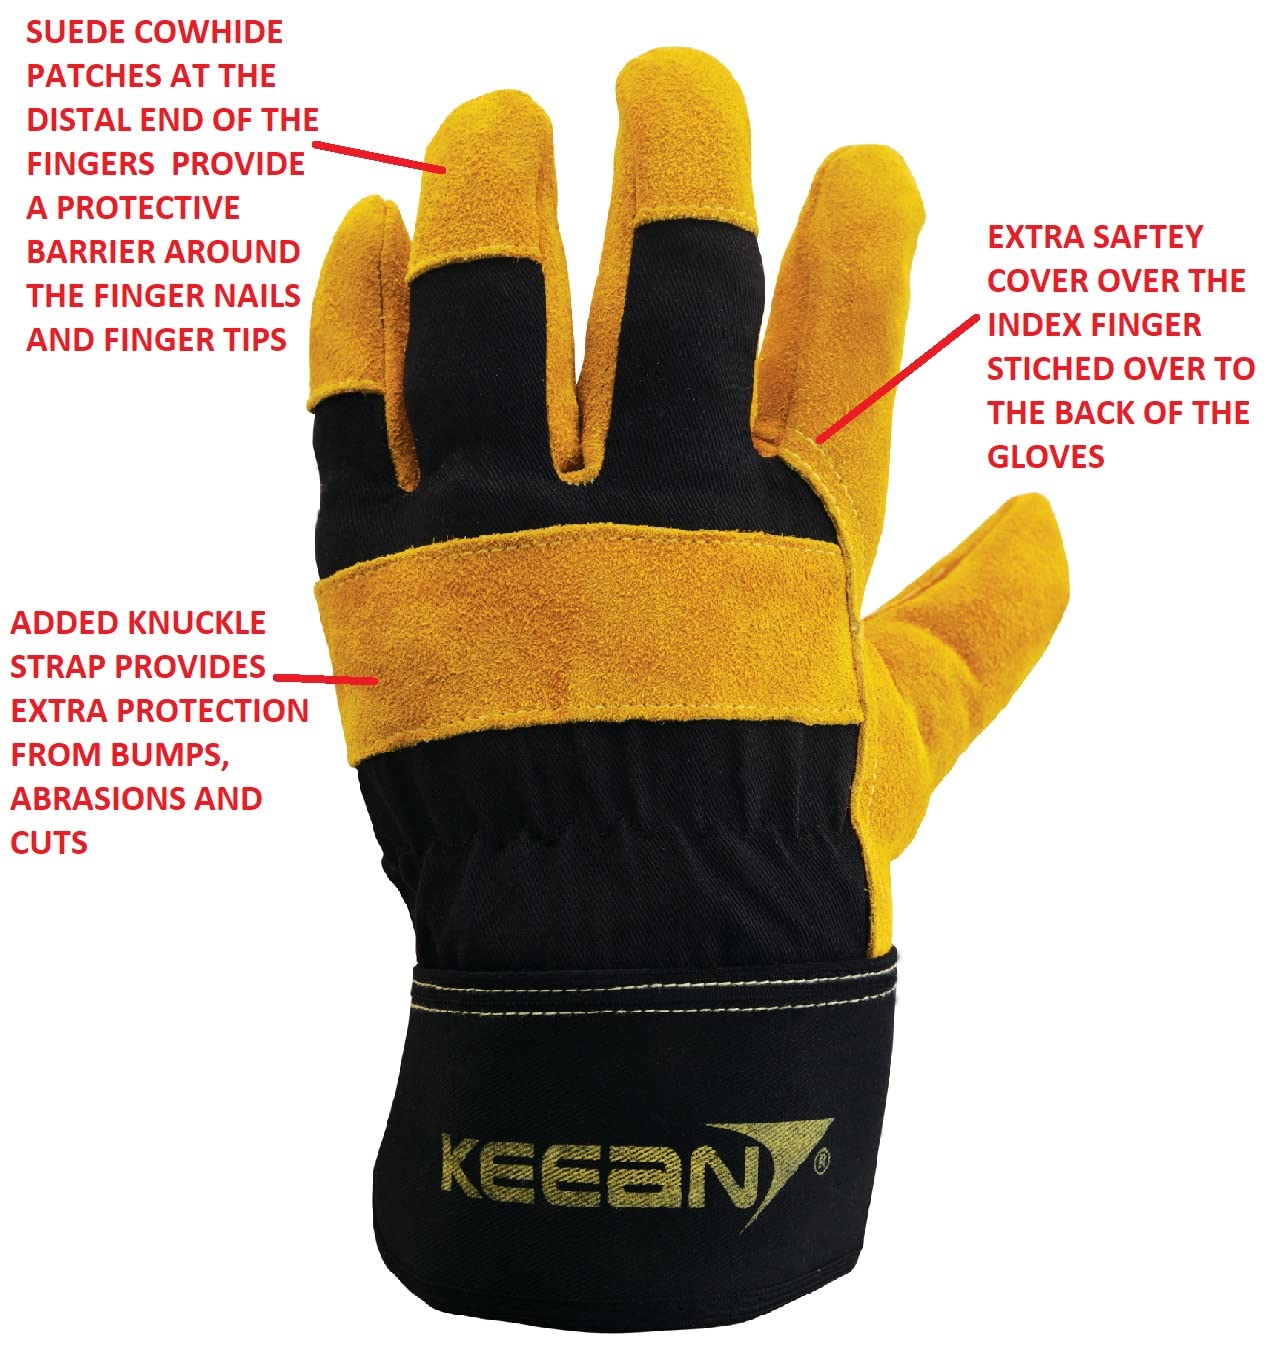 SUEDE COWHIDE
PATCHES AT THE
DISTAL END OF THE
FINGERS PROVIDE
A PROTECTIVE
BARRIER AROUND
THE FINGER NAILS
AND FINGER TIPS
EXTRA SAFTEY
COVER OVER THE
INDEX FINGER
STICHED OVER TO
THE BACK OF THE
GLOVES
ADDED KNUCKLE
STRAP PROVIDES
EXTRA PROTECTION
FROM BUMPS,
ABRASIONS AND
CUTS
KEEAN ®